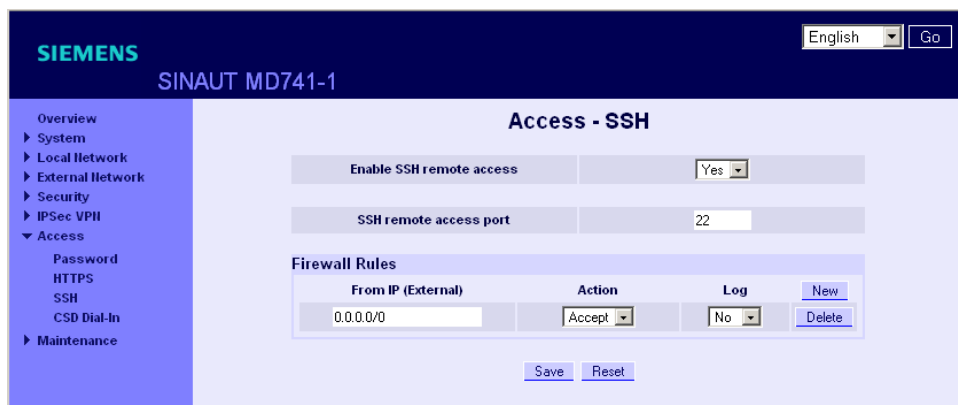 English
Go
SIEMENS
SINAUT MD741-1
Overview
System
Local Network
External Network
Security
IPSec VPN
Access
Password
HTTPS
SSH
CSD Dial-In
Maintenance
Access - SSH
Enable SSH remote access
Yes
SSH remote access port
22
Firewall Rules
From IP (External) Action Log New
0.0.0.0/0 Accept No Delete
Save Reset